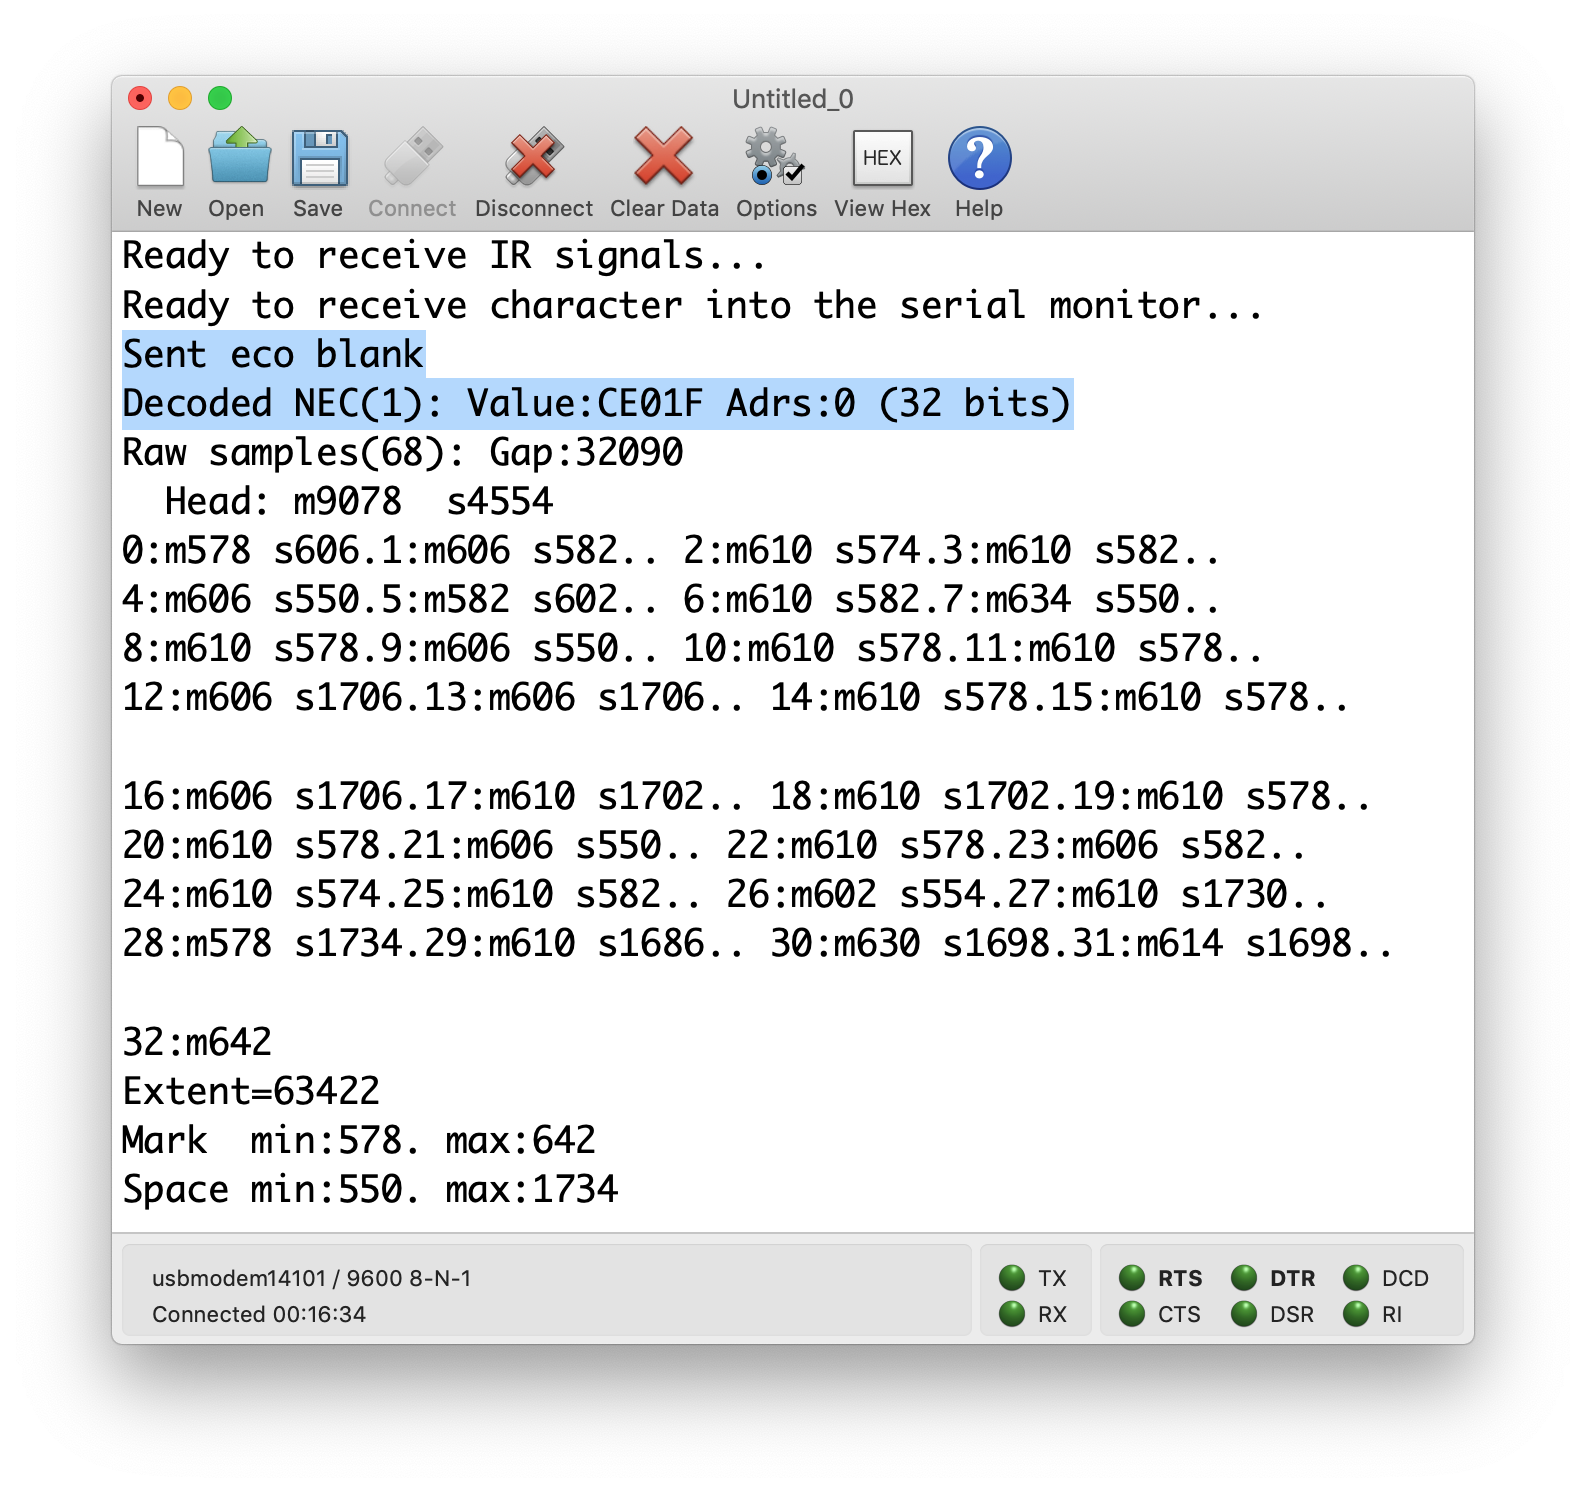 Untitled_0
New Open Save Connect Disconnect Clear Data Options HEX View Hex ? Help
Ready to receive IR signals...
Ready to receive character into the serial monitor...
Sent eco blank
Decoded NEC(1): Value:CE01F Adrs:0 (32 bits)
Raw samples(68): Gap:32090
  Head: m9078  s4554
0:m578 s606.1:m606 s582.. 2:m610 s574.3:m610 s582..
4:m606 s550.5:m582 s602.. 6:m610 s582.7:m634 s550..
8:m610 s578.9:m606 s550.. 10:m610 s578.11:m610 s578..
12:m606 s1706.13:m606 s1706.. 14:m610 s578.15:m610 s578..
16:m606 s1706.17:m610 s1702.. 18:m610 s1702.19:m610 s578..
20:m610 s578.21:m606 s550.. 22:m610 s578.23:m606 s582..
24:m610 s574.25:m610 s582.. 26:m602 s554.27:m610 s1730..
28:m578 s1734.29:m610 s1686.. 30:m630 s1698.31:m614 s1698..
32:m642
Extent=63422
Mark  min:578. max:642
Space min:550. max:1734
usbmodem14101 / 9600 8-N-1 TX RTS DTR DCD
Connected 00:16:34 RX CTS DSR RI